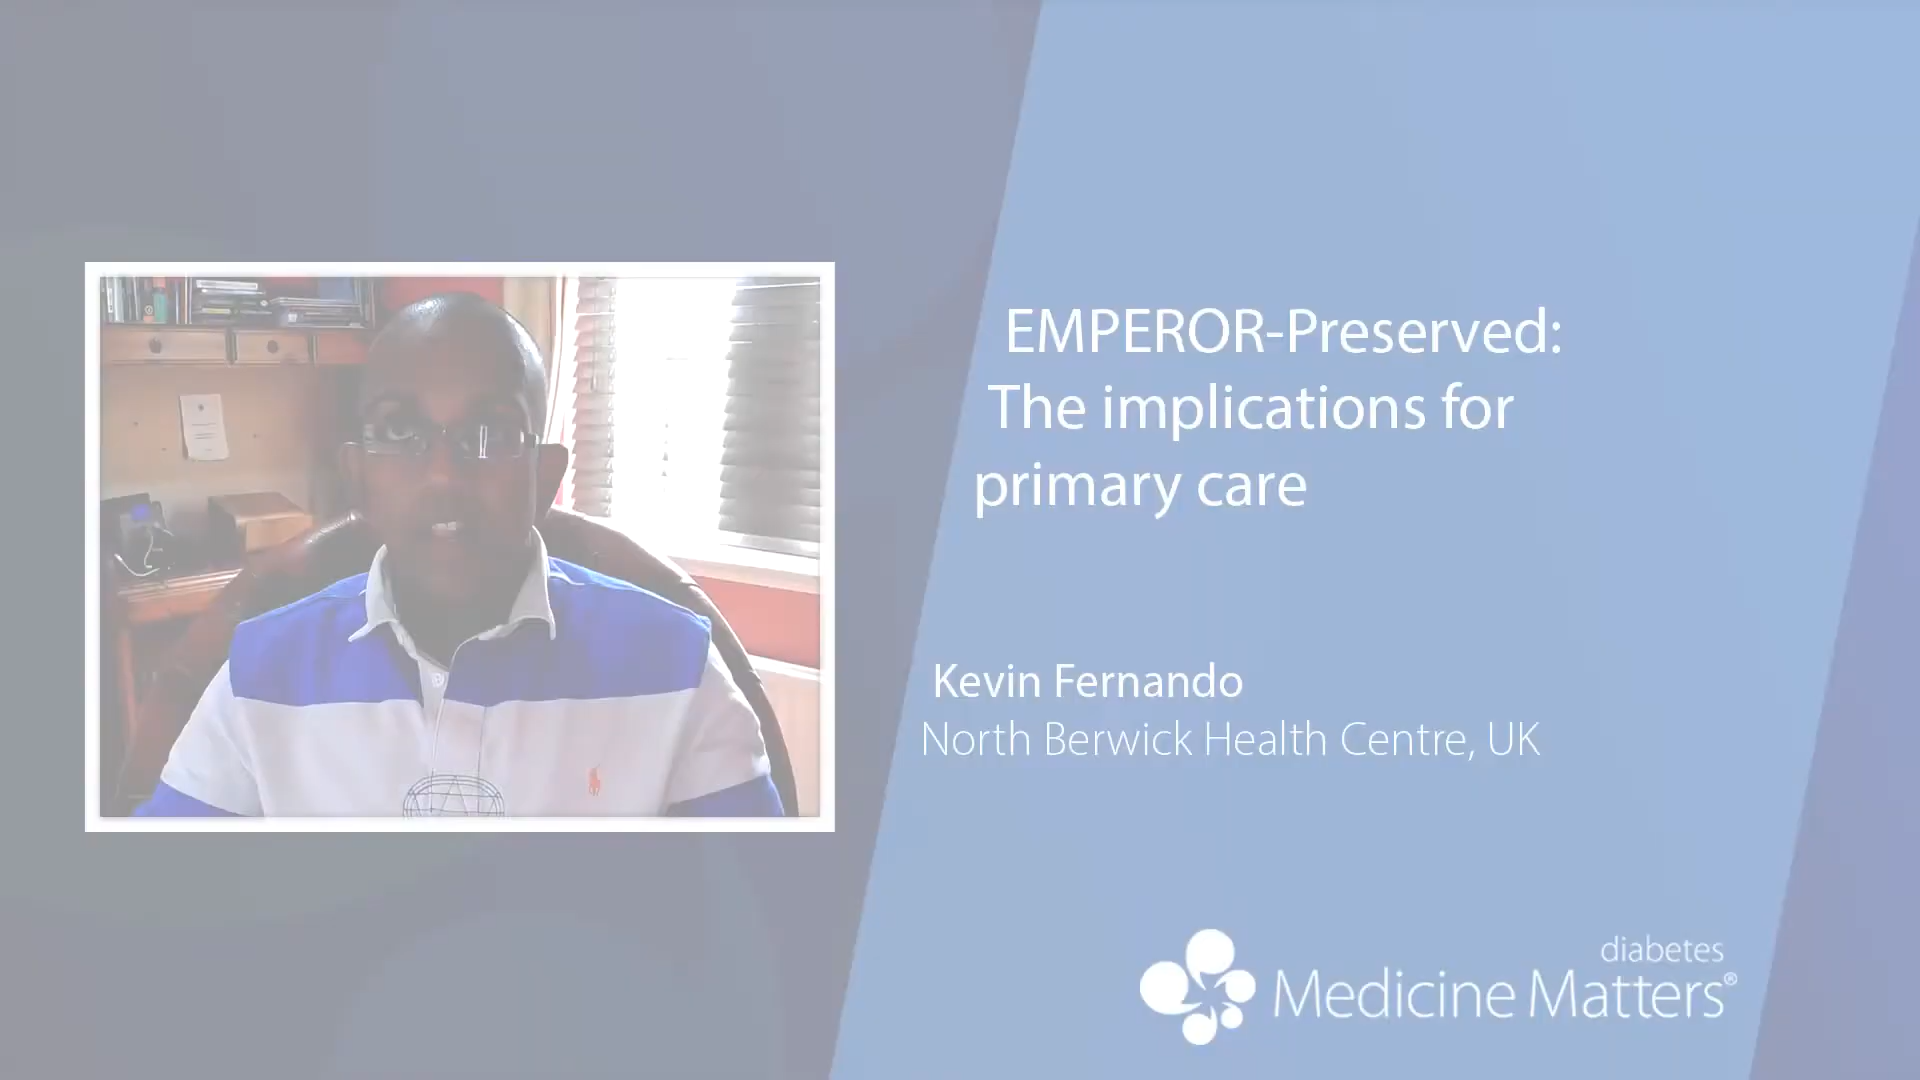 EMPEROR-Preserved:
The implications for
primary care
Kevin Fernando
North Berwick Health Centre, UK
diabetes
Medicine Matters®